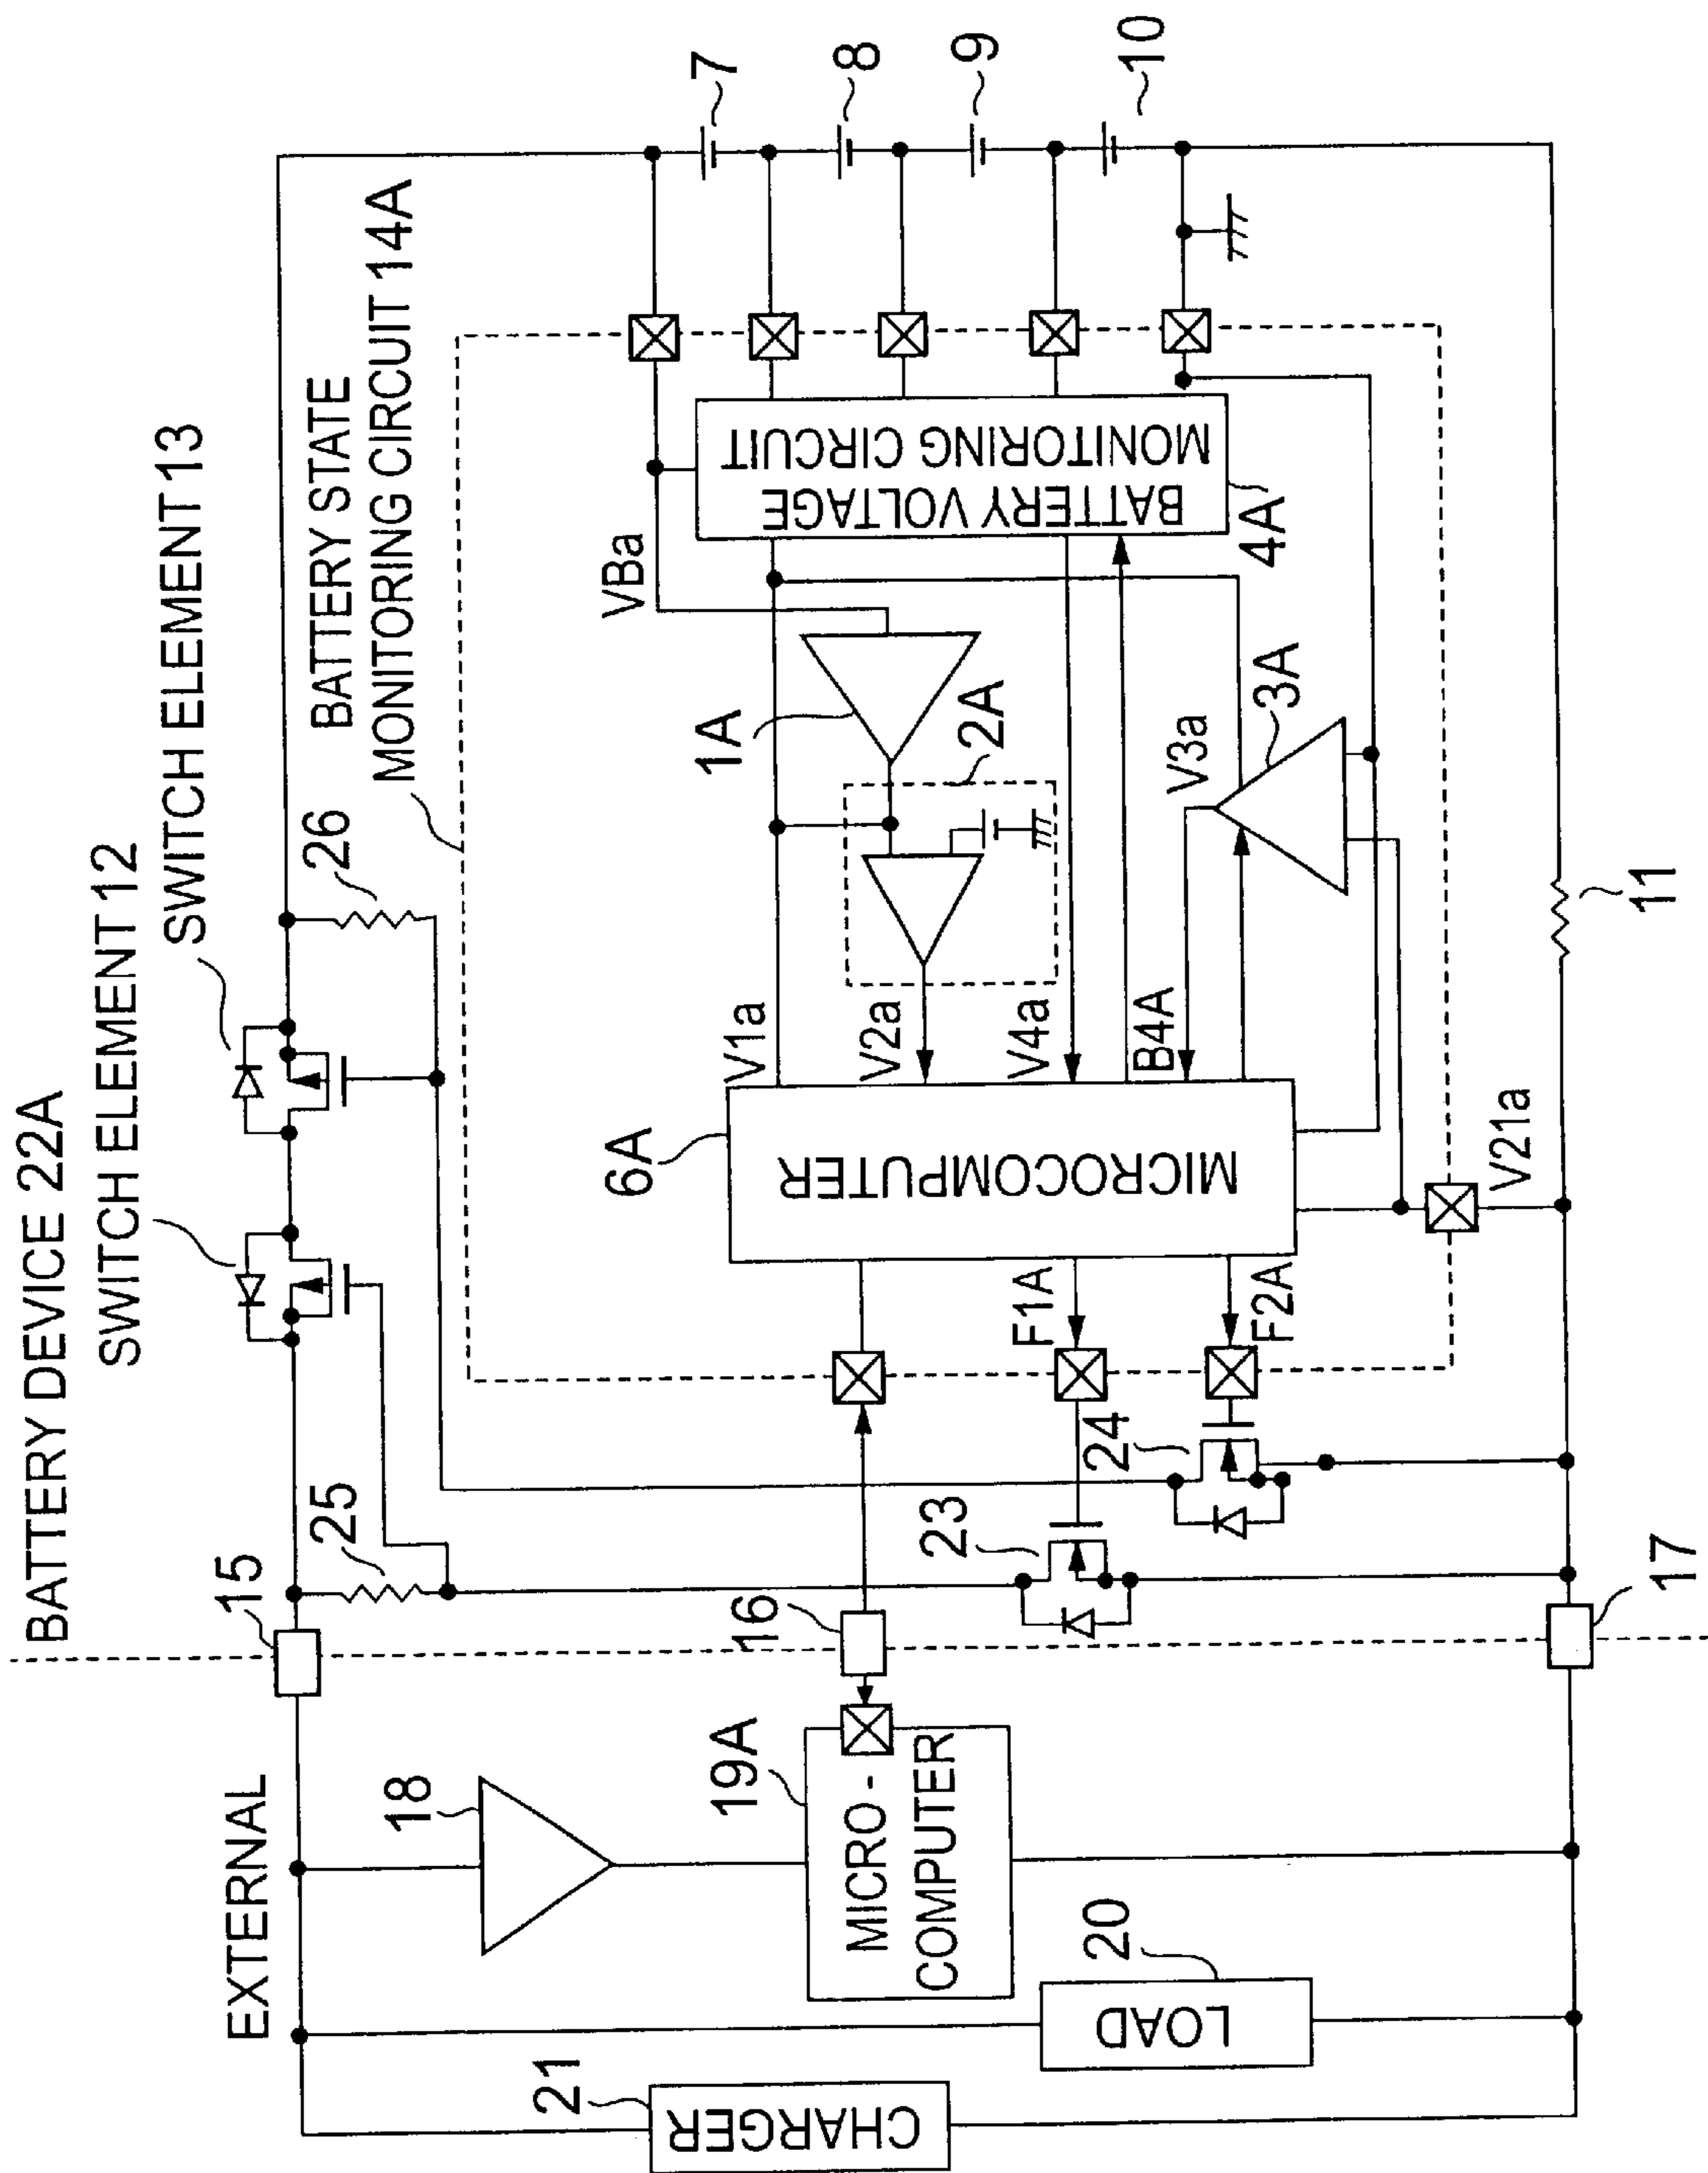 BATTERY DEVICE 22A
SWITCH ELEMENT 12
SWITCH ELEMENT 13
BATTERY STATE
MONITORING CIRCUIT 14A
EXTERNAL
15
25
26
7
8
9
10
18
16
19A
MICRO -
COMPUTER
21
CHARGER
20
LOAD
17
23
24
F1A
F2A
6A
MICROCOMPUTER
V1a
V2a
V4a
B4A
V21a
1A
2A
V3a
3A
VBa
BATTERY VOLTAGE
MONITORING CIRCUIT
4A
11